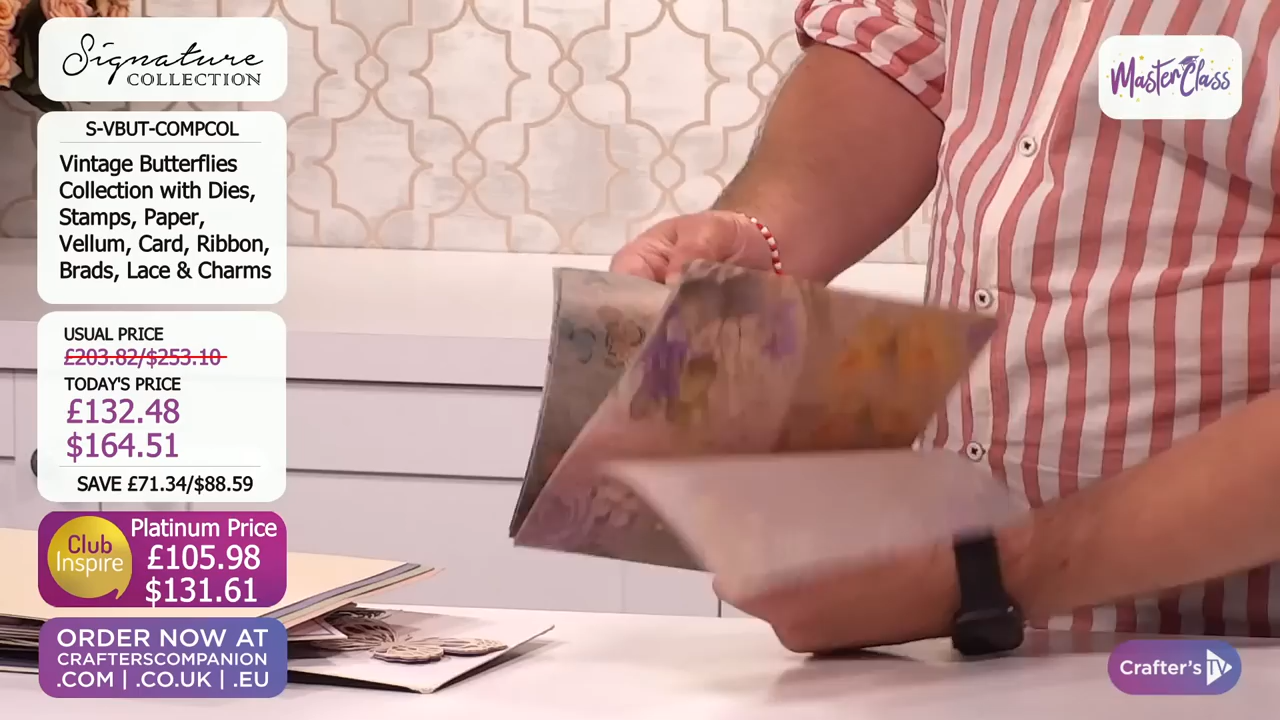 Signature
COLLECTION
S-VBUT-COMPCOL
Vintage Butterflies
Collection with Dies,
Stamps, Paper,
Vellum, Card, Ribbon,
Brads, Lace & Charms
USUAL PRICE
£203.82/$253.10
TODAY'S PRICE
£132.48
$164.51
SAVE £71.34/$88.59
Club
Inspire
Platinum Price
£105.98
$131.61
ORDER NOW AT
CRAFTERSCOMPANION
.COM | .CO.UK | .EU
MasterClass
Crafter's TV